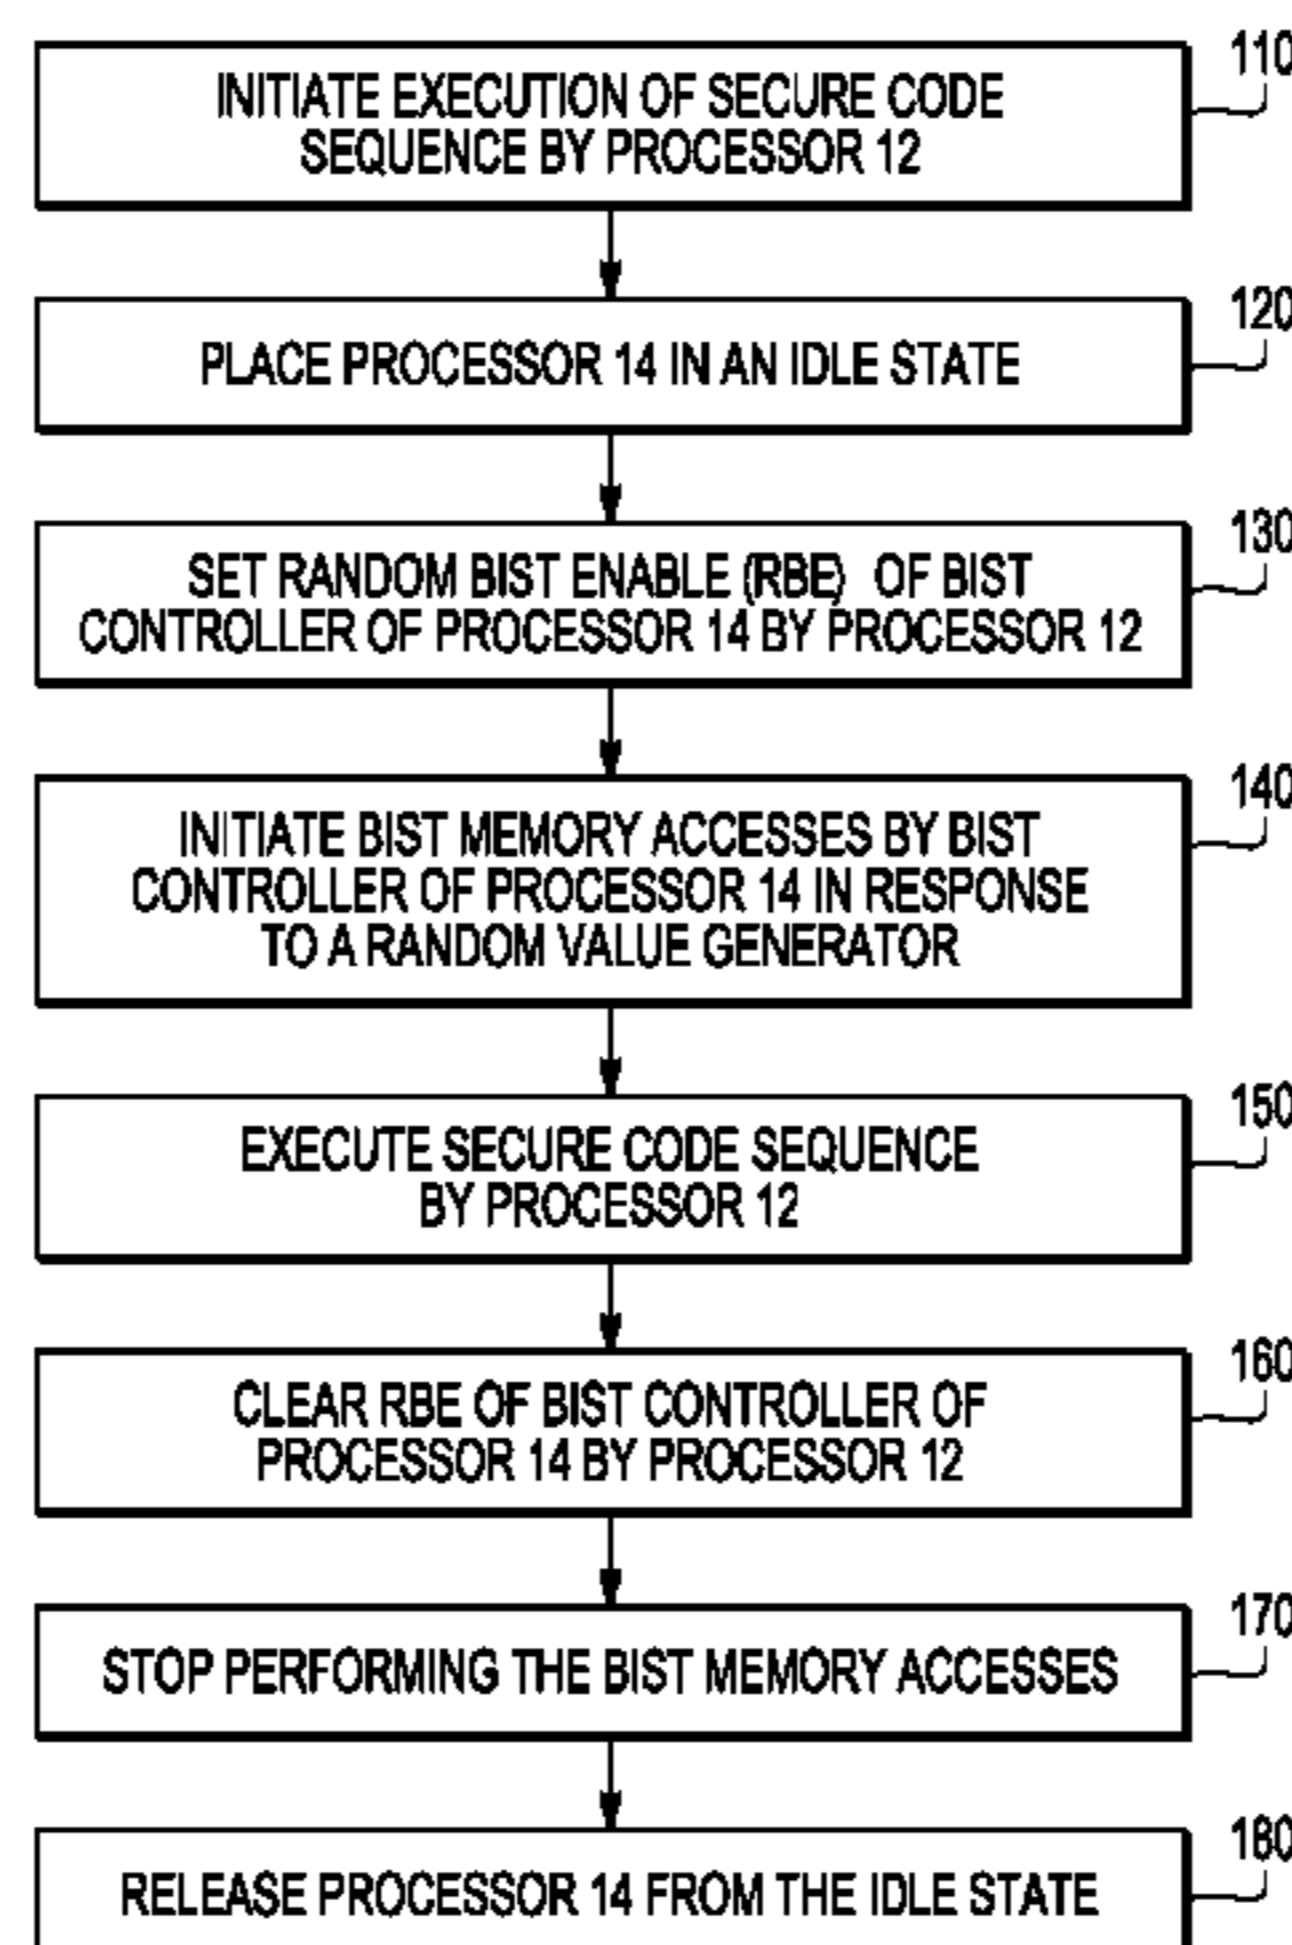 110
INITIATE EXECUTION OF SECURE CODE
SEQUENCE BY PROCESSOR 12
120
PLACE PROCESSOR 14 IN AN IDLE STATE
130
SET RANDOM BIST ENABLE (RBE) OF BIST
CONTROLLER OF PROCESSOR 14 BY PROCESSOR 12
140
INITIATE BIST MEMORY ACCESSES BY BIST
CONTROLLER OF PROCESSOR 14 IN RESPONSE
TO A RANDOM VALUE GENERATOR
150
EXECUTE SECURE CODE SEQUENCE
BY PROCESSOR 12
160
CLEAR RBE OF BIST CONTROLLER OF
PROCESSOR 14 BY PROCESSOR 12
170
STOP PERFORMING THE BIST MEMORY ACCESSES
180
RELEASE PROCESSOR 14 FROM THE IDLE STATE